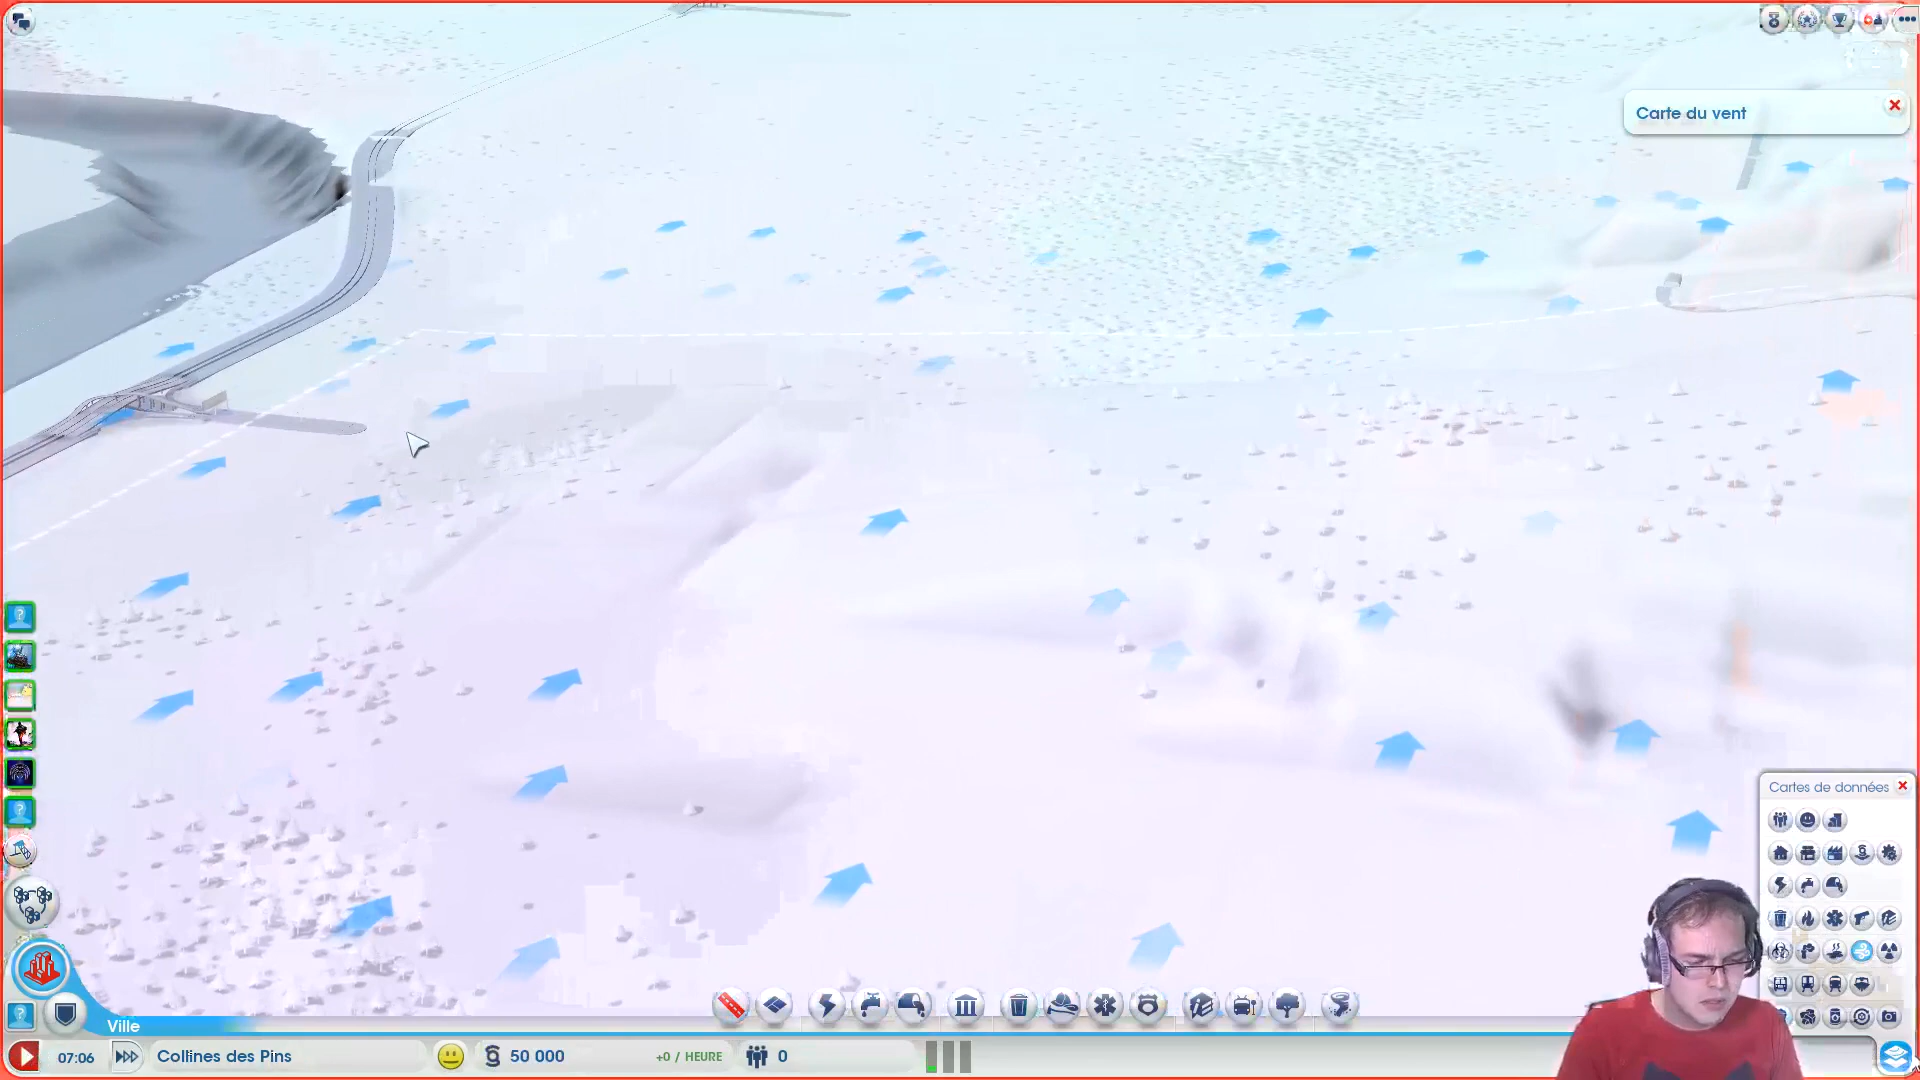 Carte du vent
Cartes de données
Ville
07:06
Collines des Pins
50 000
+0 / HEURE
0